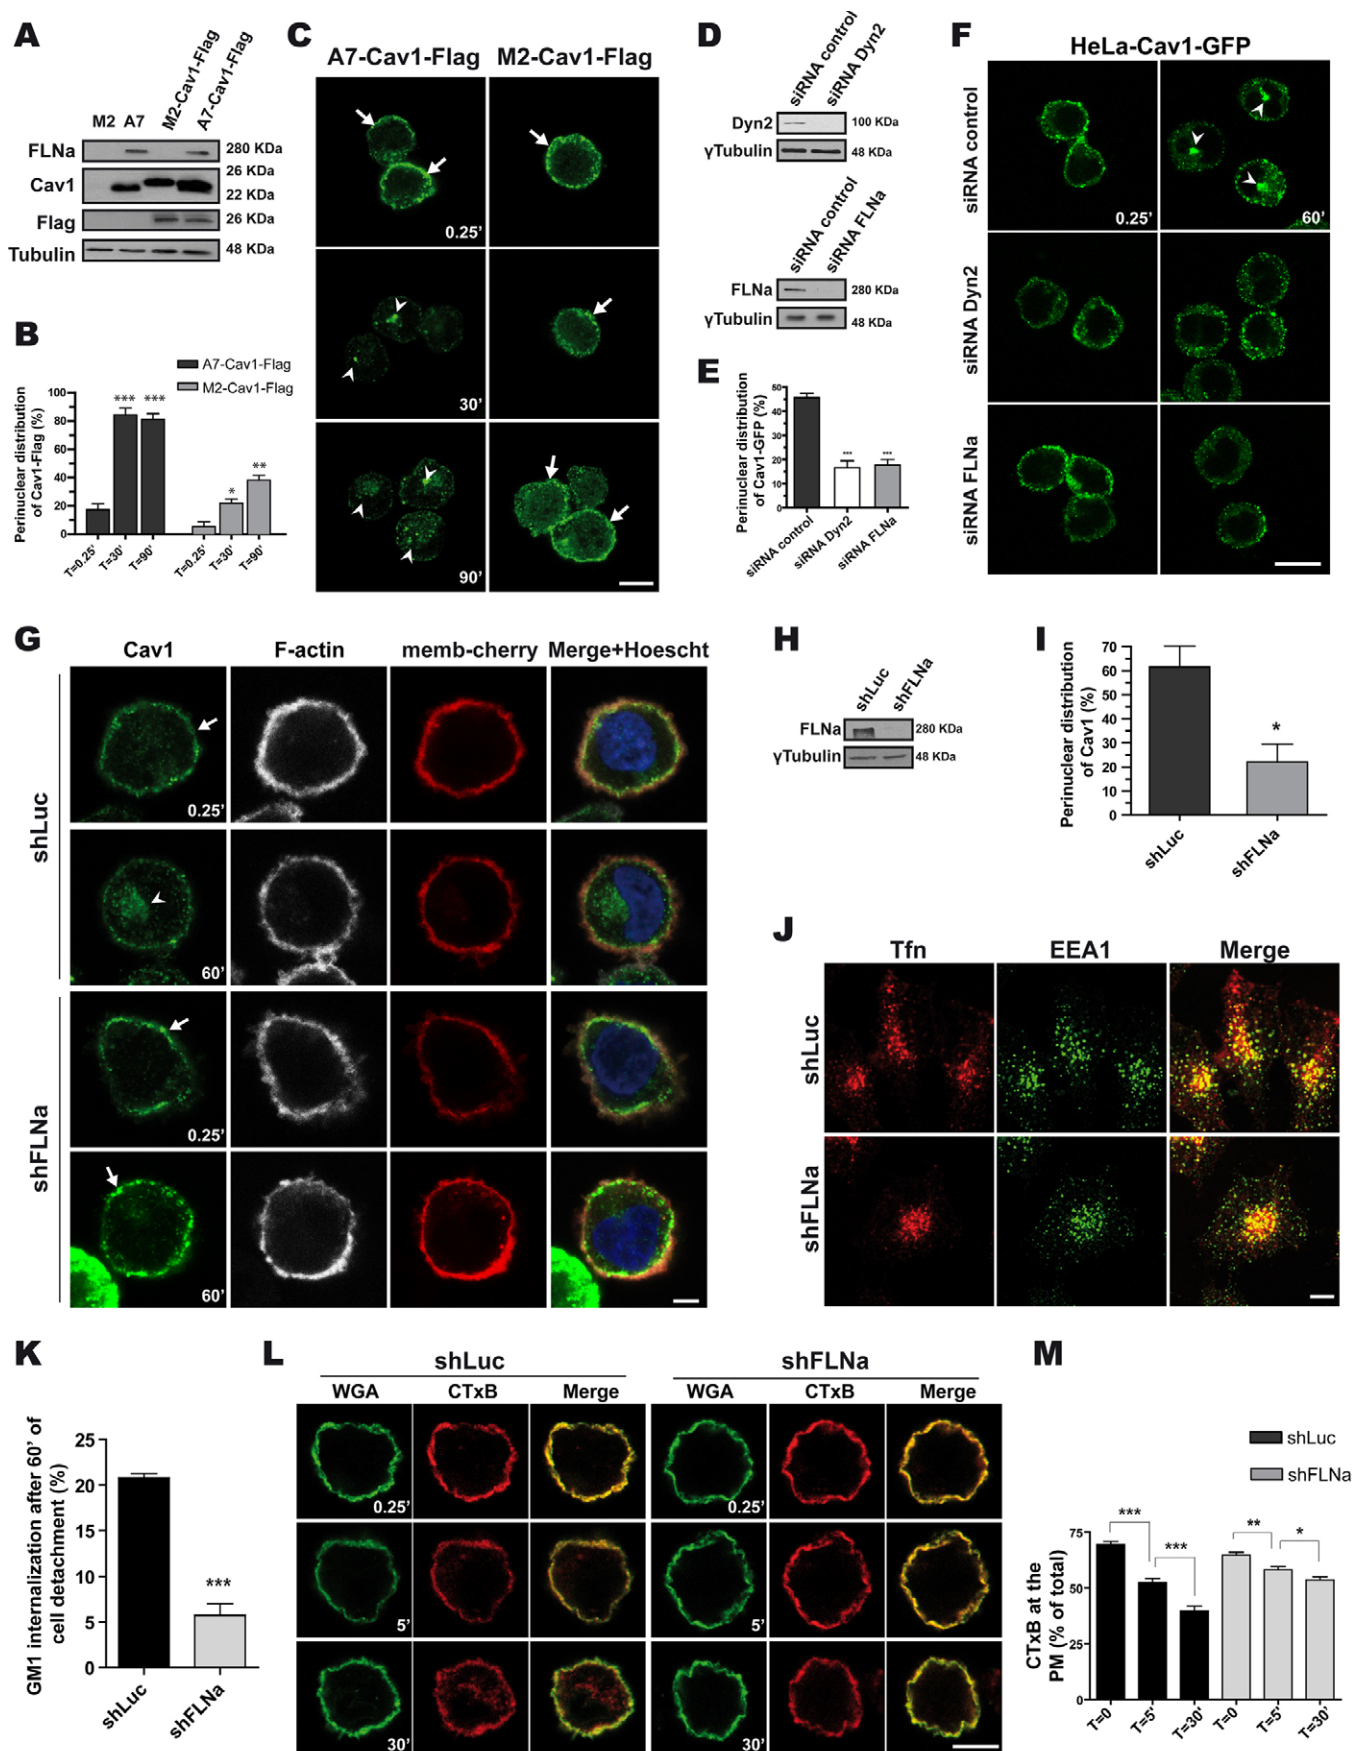 A
M2 A7 M2-Cav1-Flag A7-Cav1-Flag
FLNa 280 KDa
Cav1 26 KDa
22 KDa
Flag 26 KDa
Tubulin 48 KDa
B
A7-Cav1-Flag
M2-Cav1-Flag
Perinuclear distribution
of Cav1-Flag (%)
100
80
60
40
20
0
*** *** * **
T=0.25' T=30' T=90' T=0.25' T=30' T=90'
C
A7-Cav1-Flag M2-Cav1-Flag
0.25'
30'
90'
D
siRNA control siRNA Dyn2
Dyn2 100 KDa
γTubulin 48 KDa
siRNA control siRNA FLNa
FLNa 280 KDa
γTubulin 48 KDa
E
Perinuclear distribution
of Cav1-GFP (%)
50
40
30
20
10
0
*** ***
siRNA control siRNA Dyn2 siRNA FLNa
F
HeLa-Cav1-GFP
siRNA control
0.25' 60'
siRNA Dyn2
siRNA FLNa
G
Cav1 F-actin memb-cherry Merge+Hoescht
shLuc
0.25'
60'
shFLNa
0.25'
60'
H
shLuc shFLNa
FLNa 280 KDa
γTubulin 48 KDa
I
Perinuclear distribution
of Cav1 (%)
70
60
50
40
30
20
10
0
*
shLuc shFLNa
J
Tfn EEA1 Merge
shLuc
shFLNa
K
GM1 internalization after 60' of
cell detachment (%)
25
20
15
10
5
0
***
shLuc shFLNa
L
shLuc shFLNa
WGA CTxB Merge WGA CTxB Merge
0.25' 0.25'
5' 5'
30' 30'
M
shLuc
shFLNa
CTxB at the
PM (% of total)
75
50
25
0
*** *** ** *
T=0 T=5' T=30' T=0 T=5' T=30'